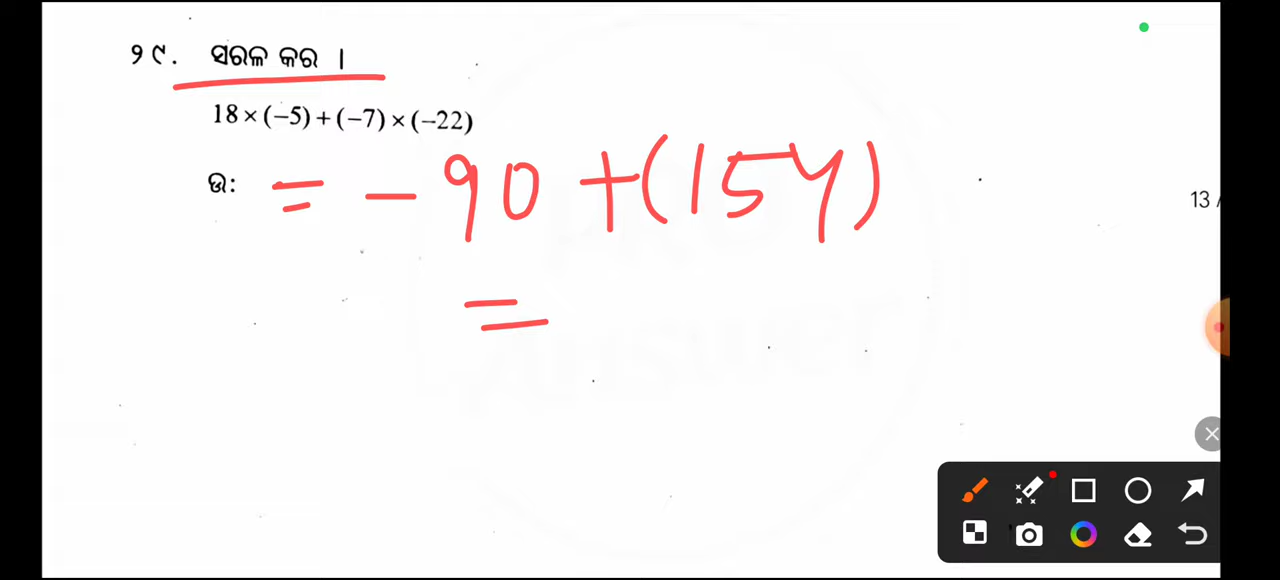 ୨୯. ସରଳ କର ।
18 × (−5) + (−7) × (−22)
ଉ: = − 90 + (154)
=
13 /